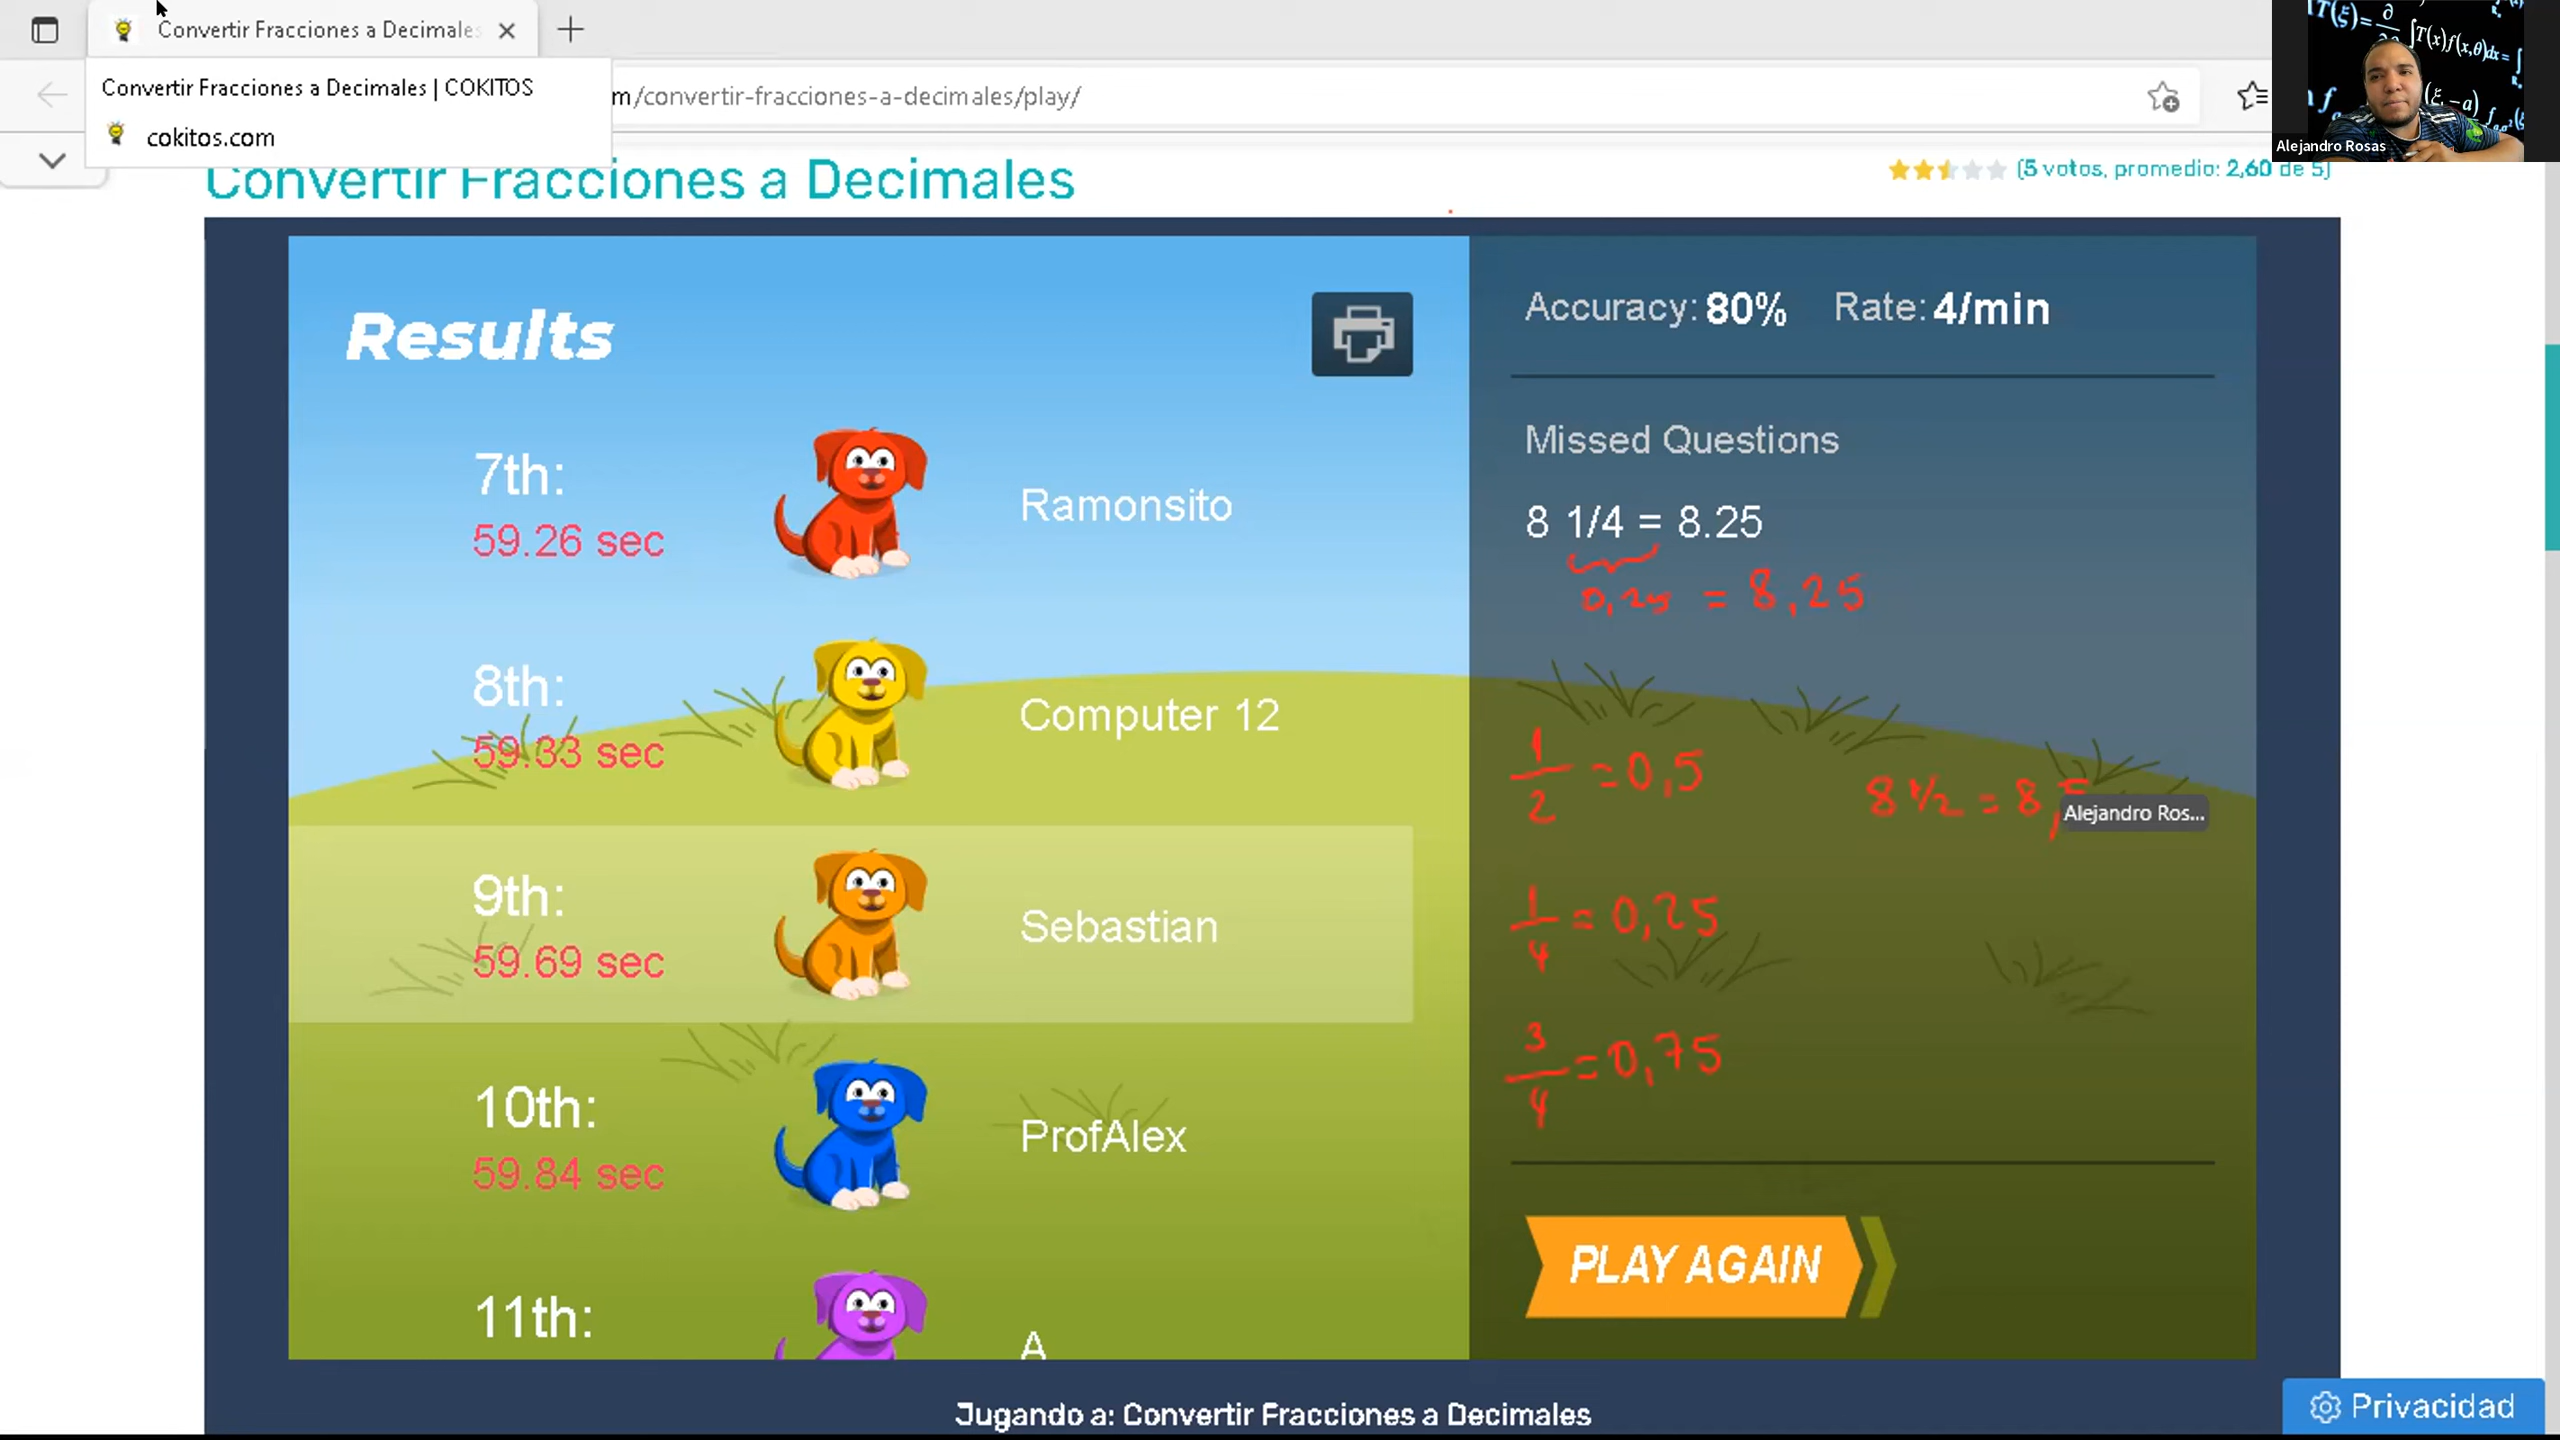 Convertir Fracciones a Decimales
Convertir Fracciones a Decimales | COKITOS
cokitos.com
m/convertir-fracciones-a-decimales/play/
Alejandro Rosas
Convertir Fracciones a Decimales
(5 votos, promedio: 2,60 de 5)
Results
7th:
59.26 sec
Ramonsito
8th:
59.33 sec
Computer 12
9th:
59.69 sec
Sebastian
10th:
59.84 sec
ProfAlex
11th:
A
Accuracy: 80% Rate: 4/min
Missed Questions
8 1/4 = 8.25
0,25 = 8,25
1/2 = 0,5
8 1/2 = 8,
Alejandro Ros...
1/4 = 0,25
3/4 = 0,75
PLAY AGAIN
Jugando a: Convertir Fracciones a Decimales
Privacidad